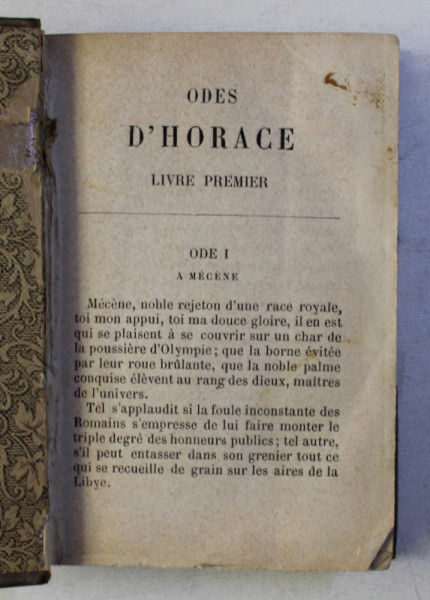 ODES
D'HORACE
LIVRE PREMIER
ODE I
A MÉCÈNE
Mécène, noble rejeton d'une race royale,
toi mon appui, toi ma douce gloire, il en est
qui se plaisent à se couvrir sur un char de
la poussière d'Olympie; que la borne évitée
par leur roue brûlante, que la noble palme
conquise élèvent au rang des dieux, maîtres
de l'univers.
Tel s'applaudit si la foule inconstante des
Romains s'empresse de lui faire monter le
triple degré des honneurs publics; tel autre,
s'il peut entasser dans son grenier tout ce
qui se recueille de grain sur les aires de la
Libye.